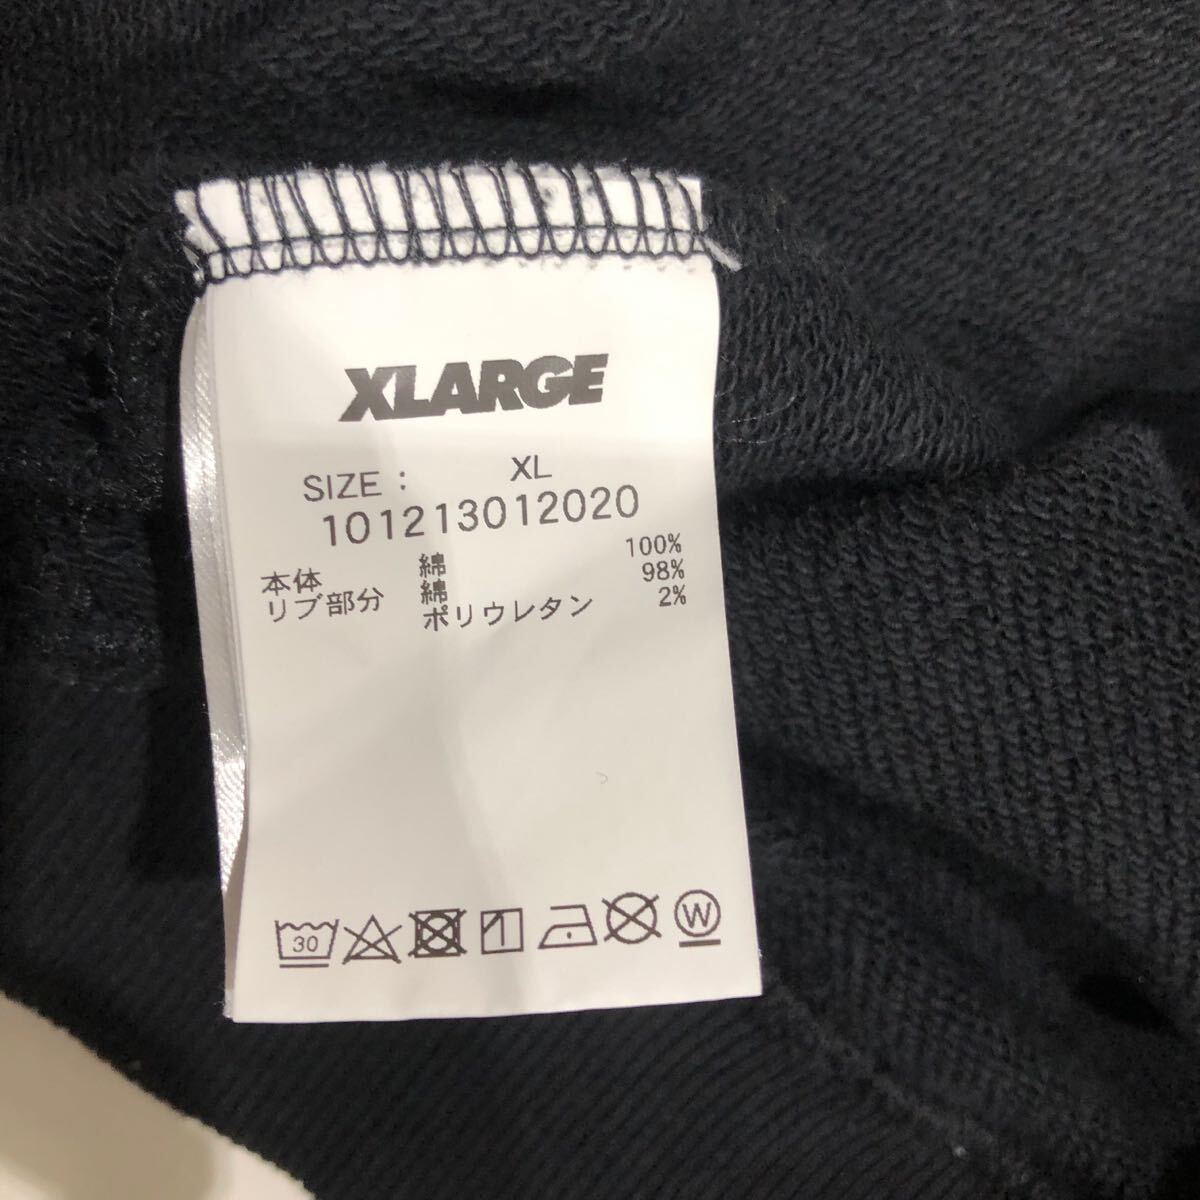 XLARGE
SIZE : XL
101213012020
本体 綿 100%
リブ部分 綿 98%
ポリウレタン 2%
30 W